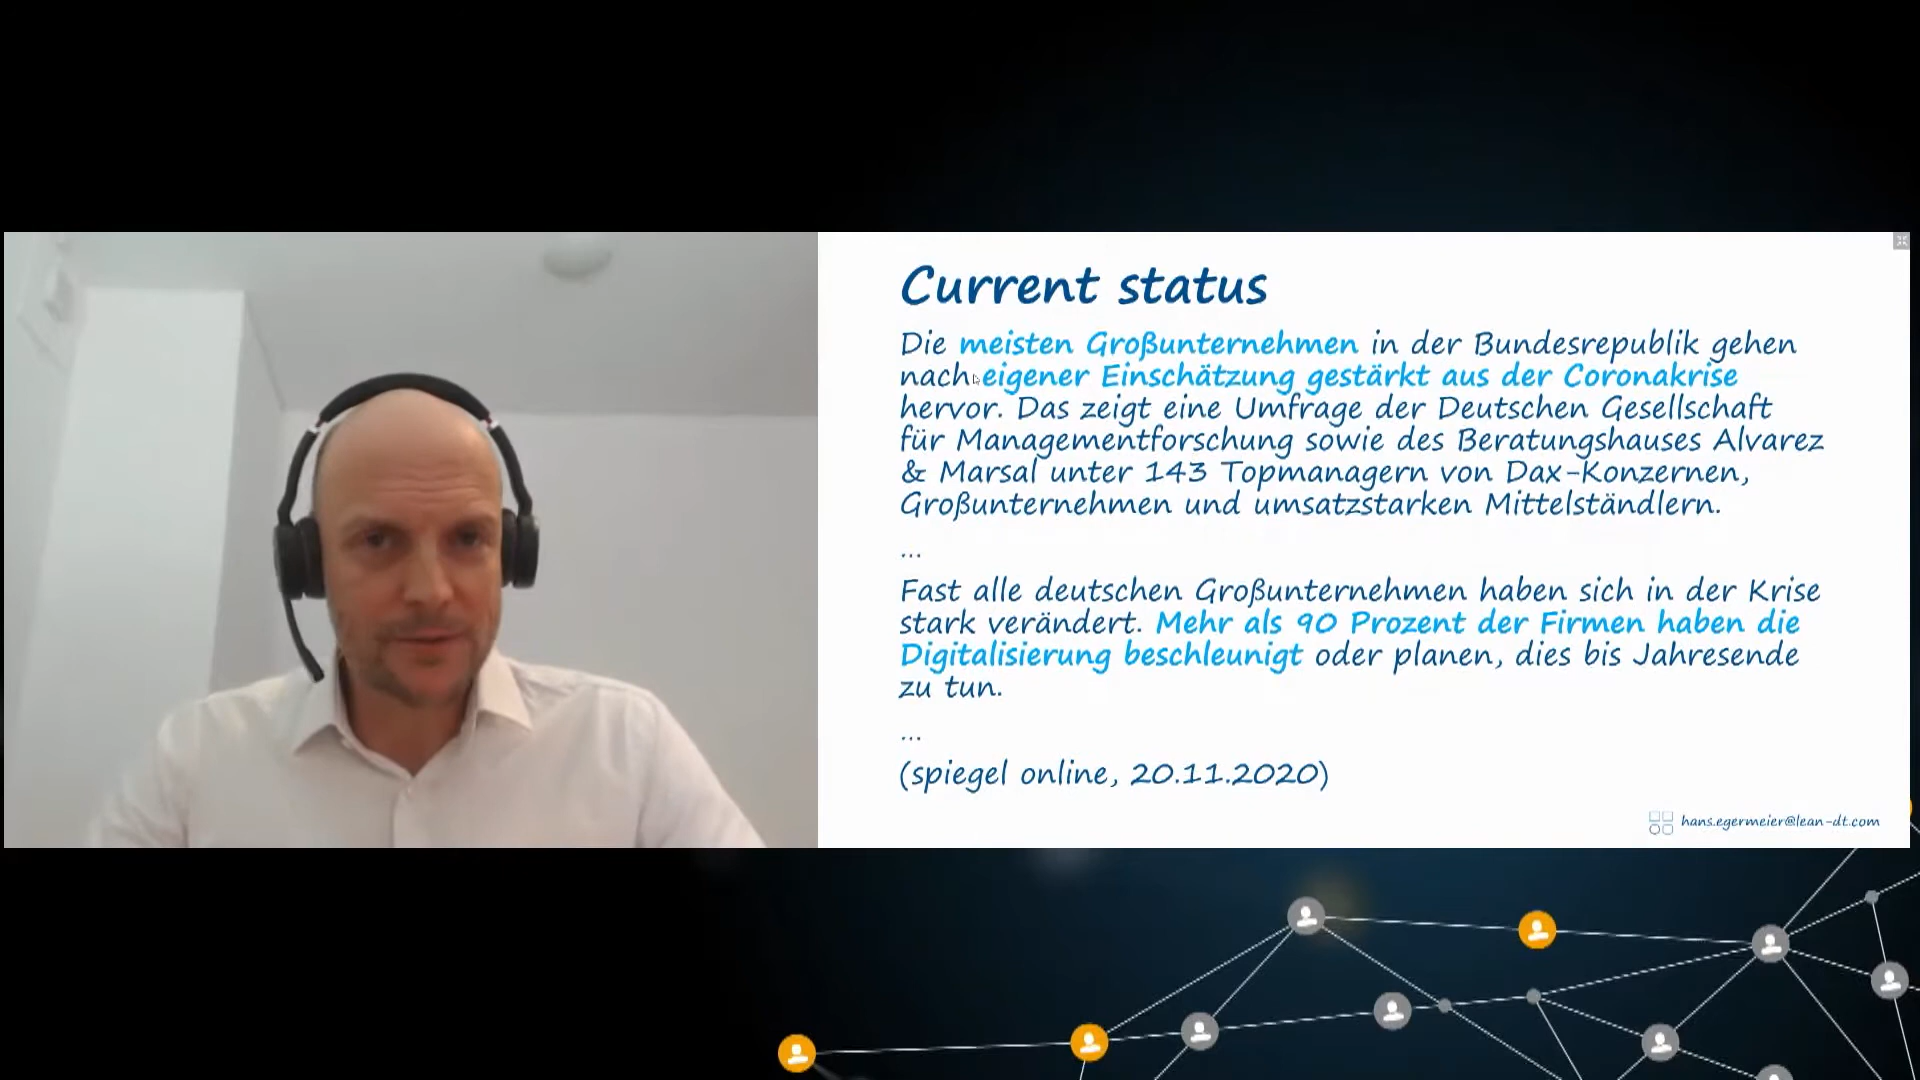 Current status
Die meisten Großunternehmen in der Bundesrepublik gehen
nach eigener Einschätzung gestärkt aus der Coronakrise
hervor. Das zeigt eine Umfrage der Deutschen Gesellschaft
für Managementforschung sowie des Beratungshauses Alvarez
& Marsal unter 143 Topmanagern von Dax-Konzernen,
Großunternehmen und umsatzstarken Mittelständlern.
...
Fast alle deutschen Großunternehmen haben sich in der Krise
stark verändert. Mehr als 90 Prozent der Firmen haben die
Digitalisierung beschleunigt oder planen, dies bis Jahresende
zu tun.
...
(spiegel online, 20.11.2020)
hans.egermeier@lean-dt.com